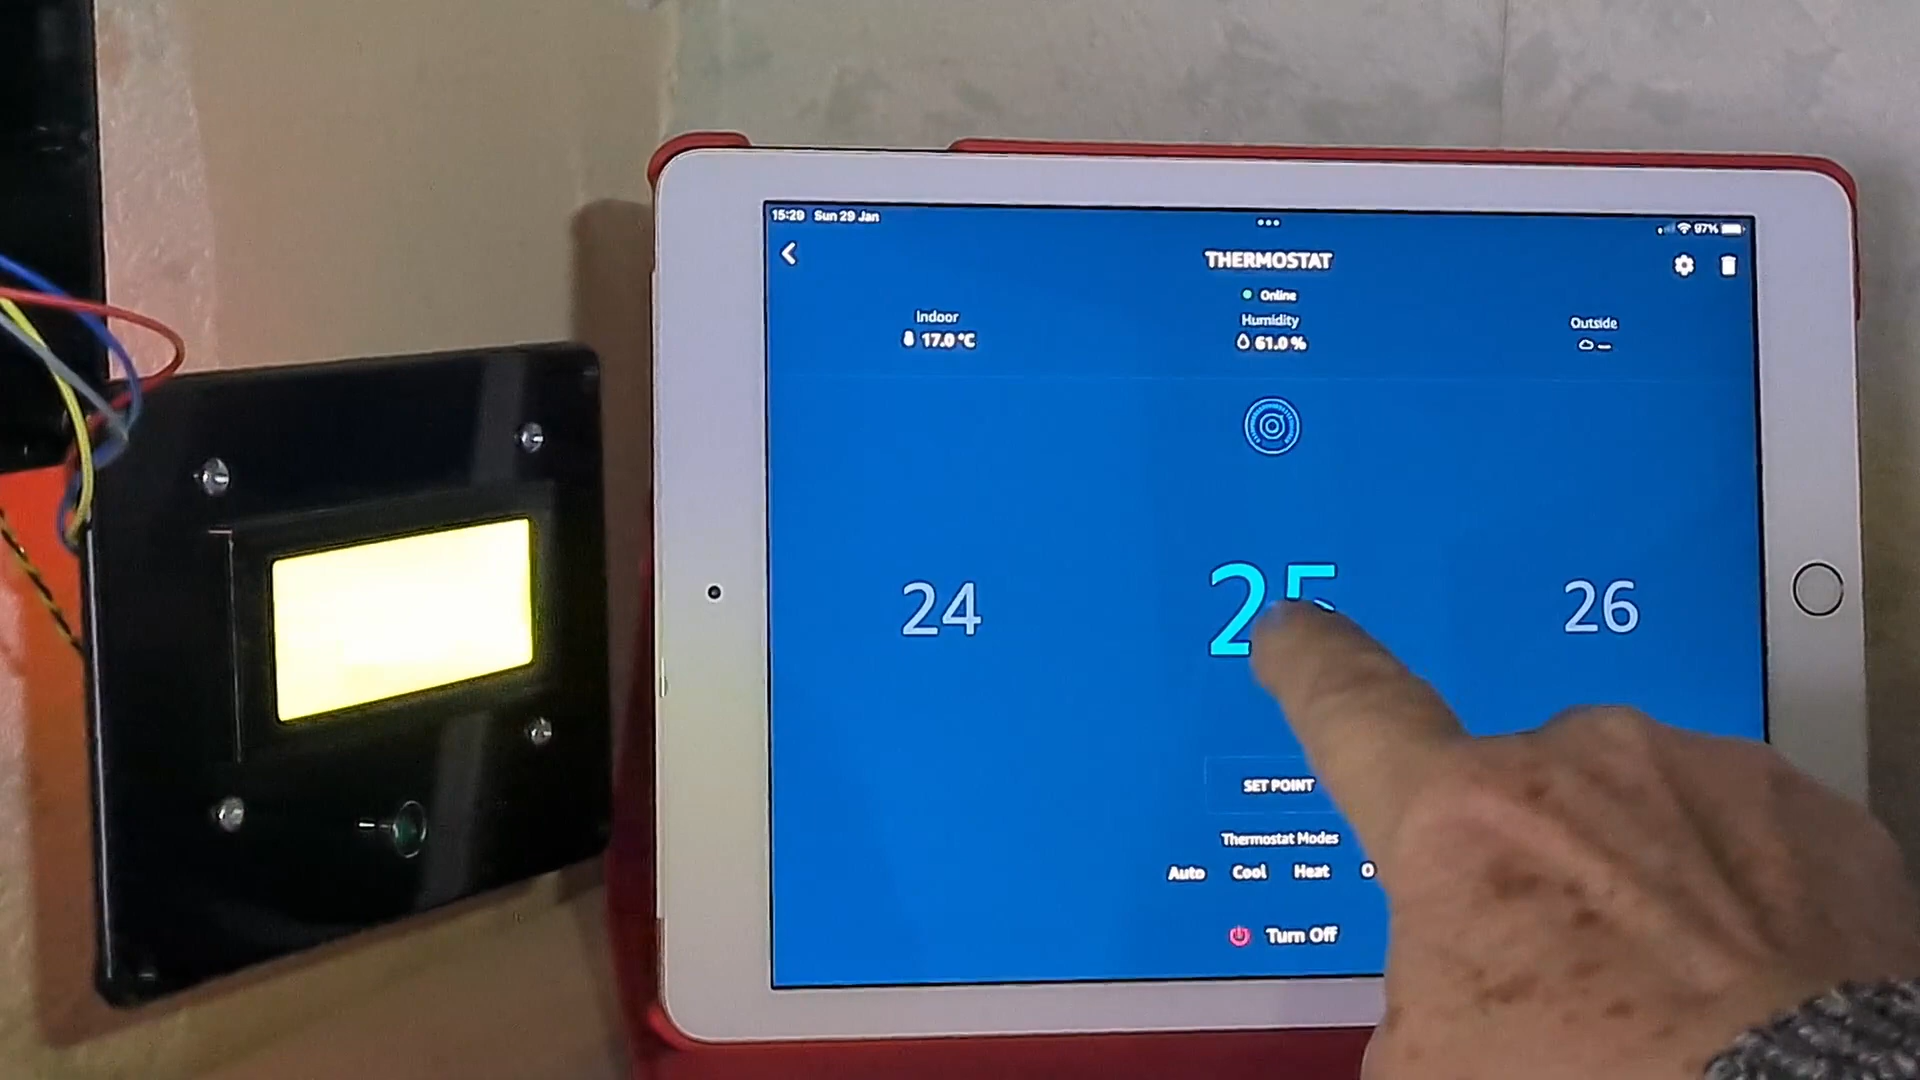 15:29 Sun 29 Jan
97%
THERMOSTAT
Online
Indoor
17.0 °C
Humidity
61.0 %
Outside
24
25
26
SET POINT
Thermostat Modes
Auto Cool Heat
Turn Off